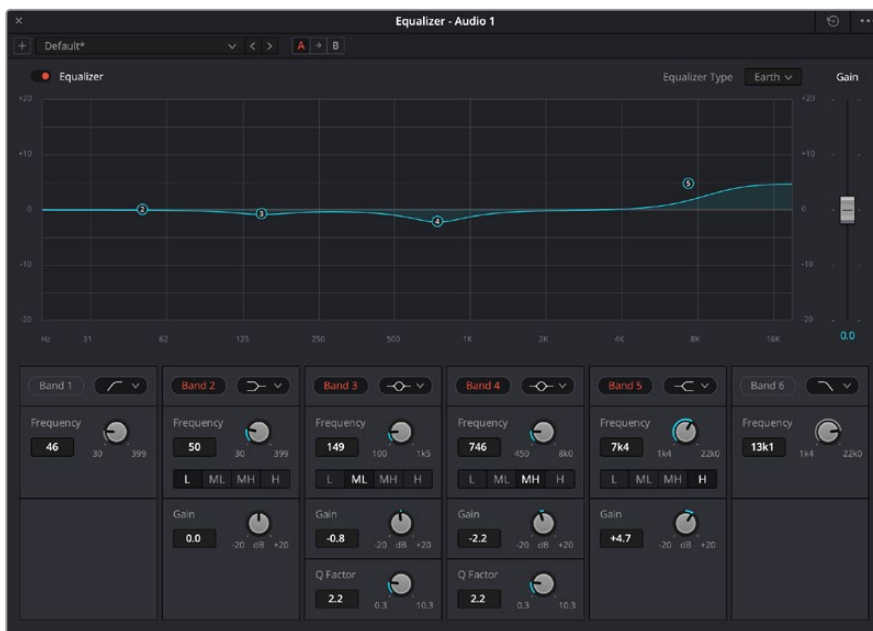 Equalizer - Audio 1
Default*
A
B
Equalizer
Equalizer Type
Earth
Gain
+20
+20
+10
+10
0
0
-10
-10
-20
-20
2
3
4
5
Hz
31
62
125
250
500
1K
2K
4K
8K
16K
0.0
Band 1
Band 2
Band 3
Band 4
Band 5
Band 6
Frequency
Frequency
Frequency
Frequency
Frequency
Frequency
46
30
399
50
30
399
149
100
1k5
746
450
8k0
7k4
1k4
22k0
13k1
1k4
22k0
L ML MH H
L ML MH H
L ML MH H
L ML MH H
Gain
Gain
Gain
Gain
0.0
-20 dB +20
-0.8
-20 dB +20
-2.2
-20 dB +20
+4.7
-20 dB +20
Q Factor
Q Factor
2.2
0.3
10.3
2.2
0.3
10.3